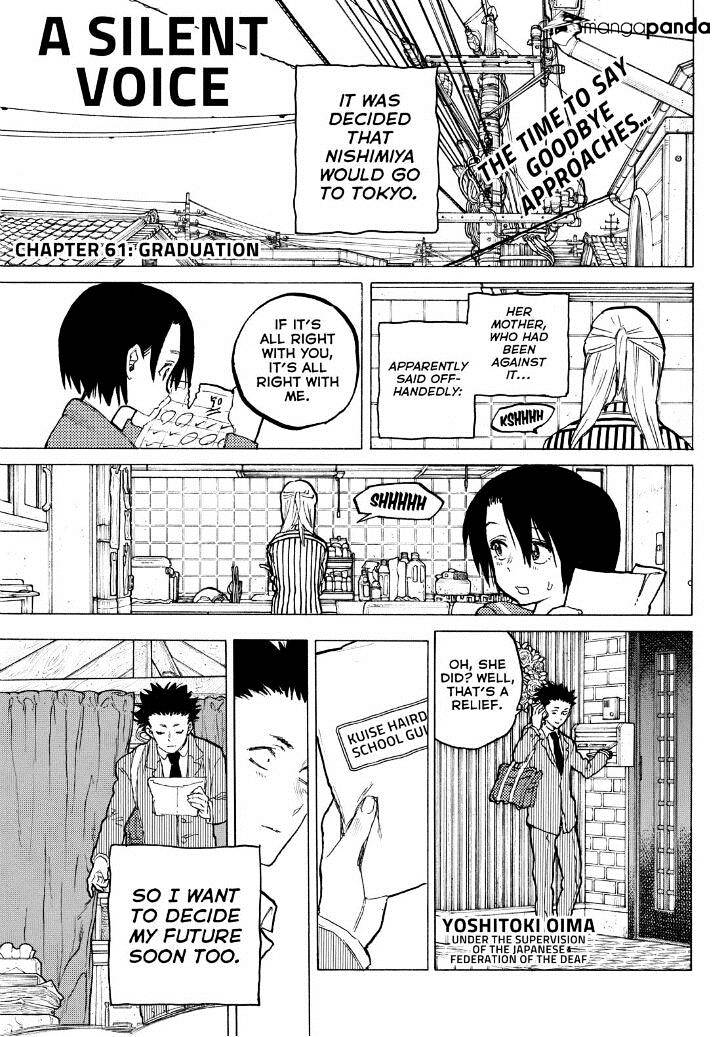 mangapanda
A SILENT
VOICE
IT WAS
DECIDED
THAT
NISHIMIYA
WOULD GO
TO TOKYO.
THE TIME TO SAY
GOODBYE
APPROACHES...
CHAPTER 61: GRADUATION
HER
MOTHER,
WHO HAD
BEEN
AGAINST
IT...
APPARENTLY
SAID OFF-
HANDEDLY:
KSHHHH
IF IT'S
ALL RIGHT
WITH YOU,
IT'S ALL
RIGHT WITH
ME.
SHHHHH
OH, SHE
DID? WELL,
THAT'S A
RELIEF.
KUISE HAIRD
SCHOOL GUI
SO I WANT
TO DECIDE
MY FUTURE
SOON TOO.
YOSHITOKI OIMA
UNDER THE SUPERVISION
OF THE JAPANESE
FEDERATION OF THE DEAF